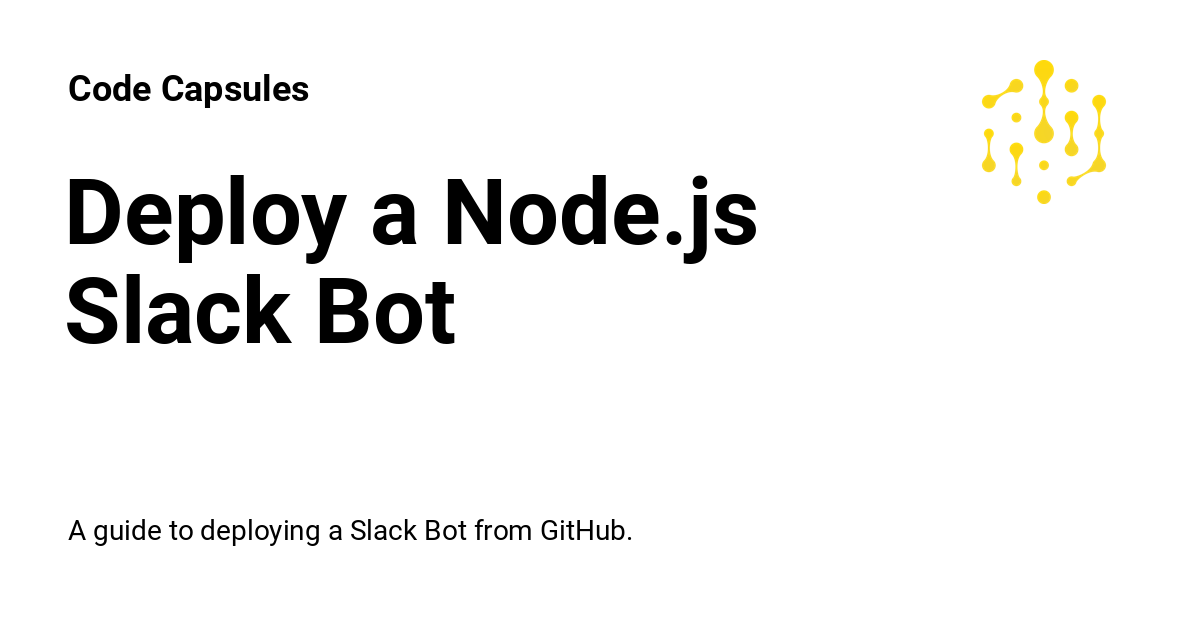 Code Capsules
Deploy a Node.js
Slack Bot
A guide to deploying a Slack Bot from GitHub.